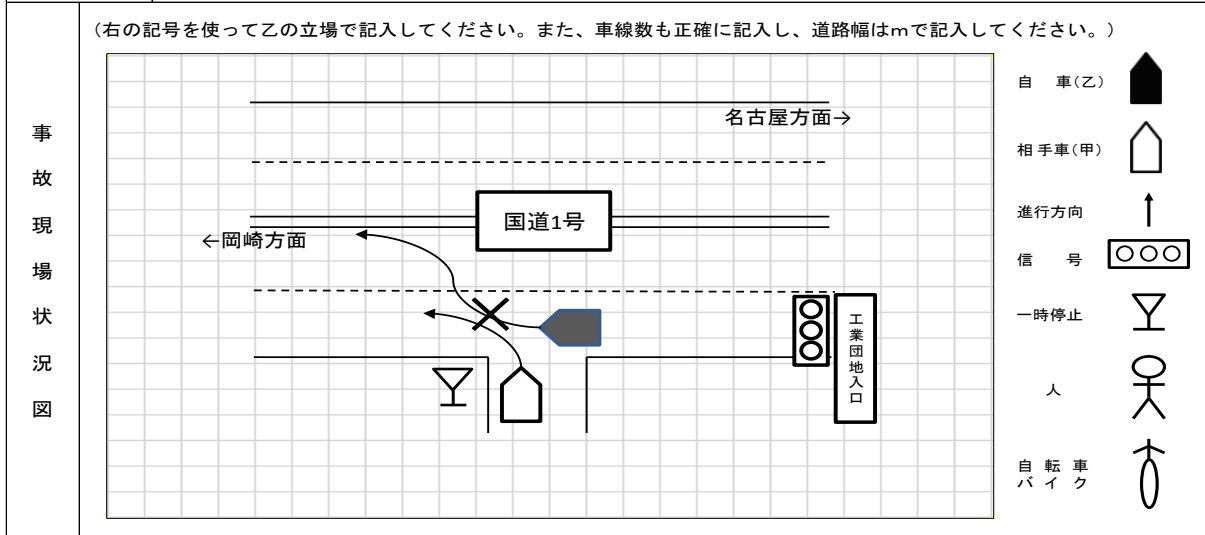 (右の記号を使って乙の立場で記入してください。また、車線数も正確に記入し、道路幅はmで記入してください。)
事故現場状況図
名古屋方面→
国道1号
←岡崎方面
工業団地入口
自 車(乙)
相手車(甲)
進行方向
信 号
一時停止
人
自転車
バイク